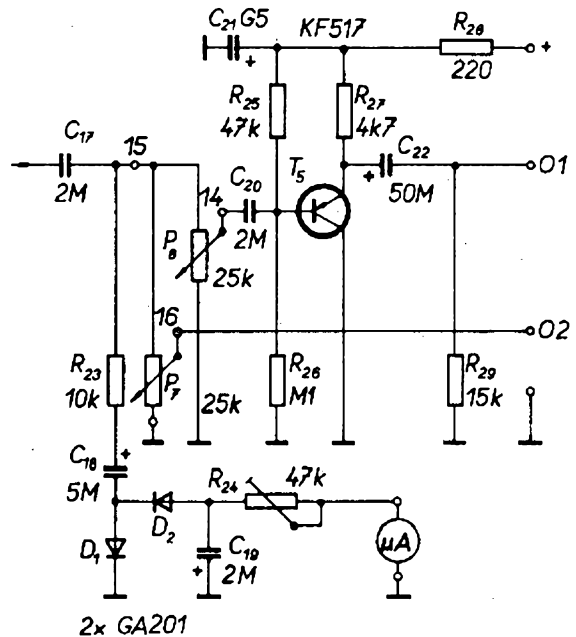 C21 G5
KF517
R28
220
+
+
R25
47k
R27
4k7
C17
2M
15
14
C20
2M
T5
C22
+
50M
O1
P8
25k
16
O2
R23
10k
P7
25k
R26
M1
R29
15k
C18
+
5M
R24
47k
D2
D1
C19
+
2M
μA
2x GA201